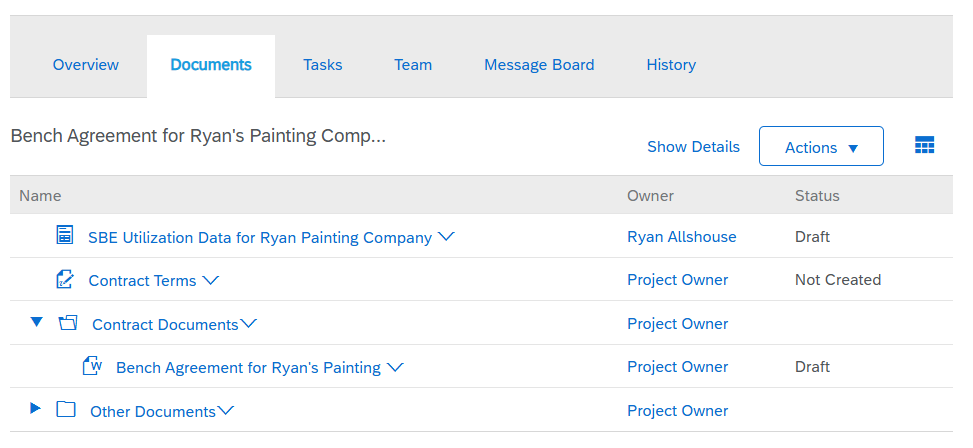 Overview Documents Tasks Team Message Board History
Bench Agreement for Ryan's Painting Comp...
Show Details Actions
Name Owner Status
SBE Utilization Data for Ryan Painting Company Ryan Allshouse Draft
Contract Terms Project Owner Not Created
Contract Documents Project Owner
W Bench Agreement for Ryan's Painting Project Owner Draft
Other Documents Project Owner